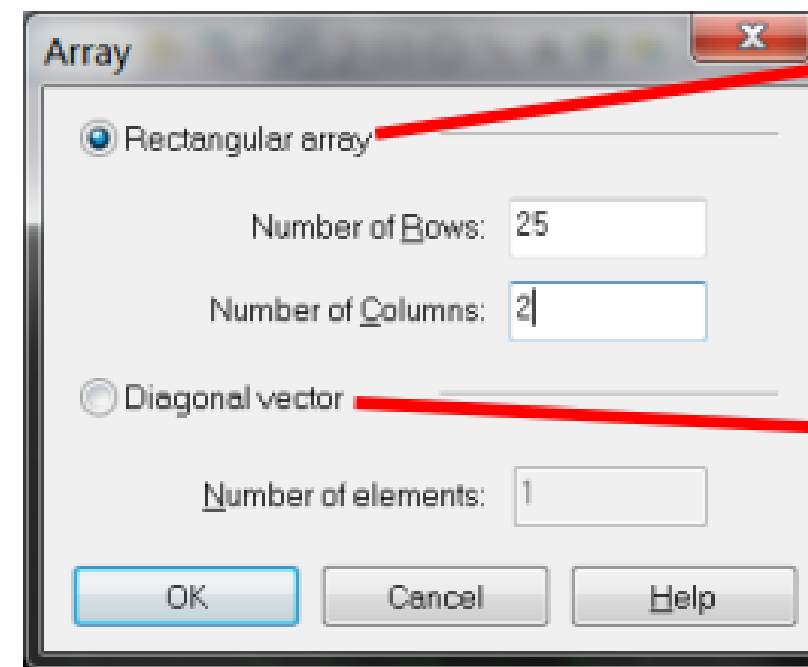 Array
Rectangular array
Number of Rows: 25
Number of Columns: 2
Diagonal vector
Number of elements: 1
OK Cancel Help